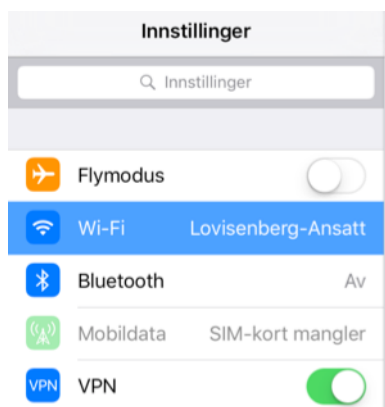 Innstillinger
Innstillinger
Flymodus
Wi-Fi Lovisenberg-Ansatt
Bluetooth Av
Mobildata SIM-kort mangler
VPN VPN